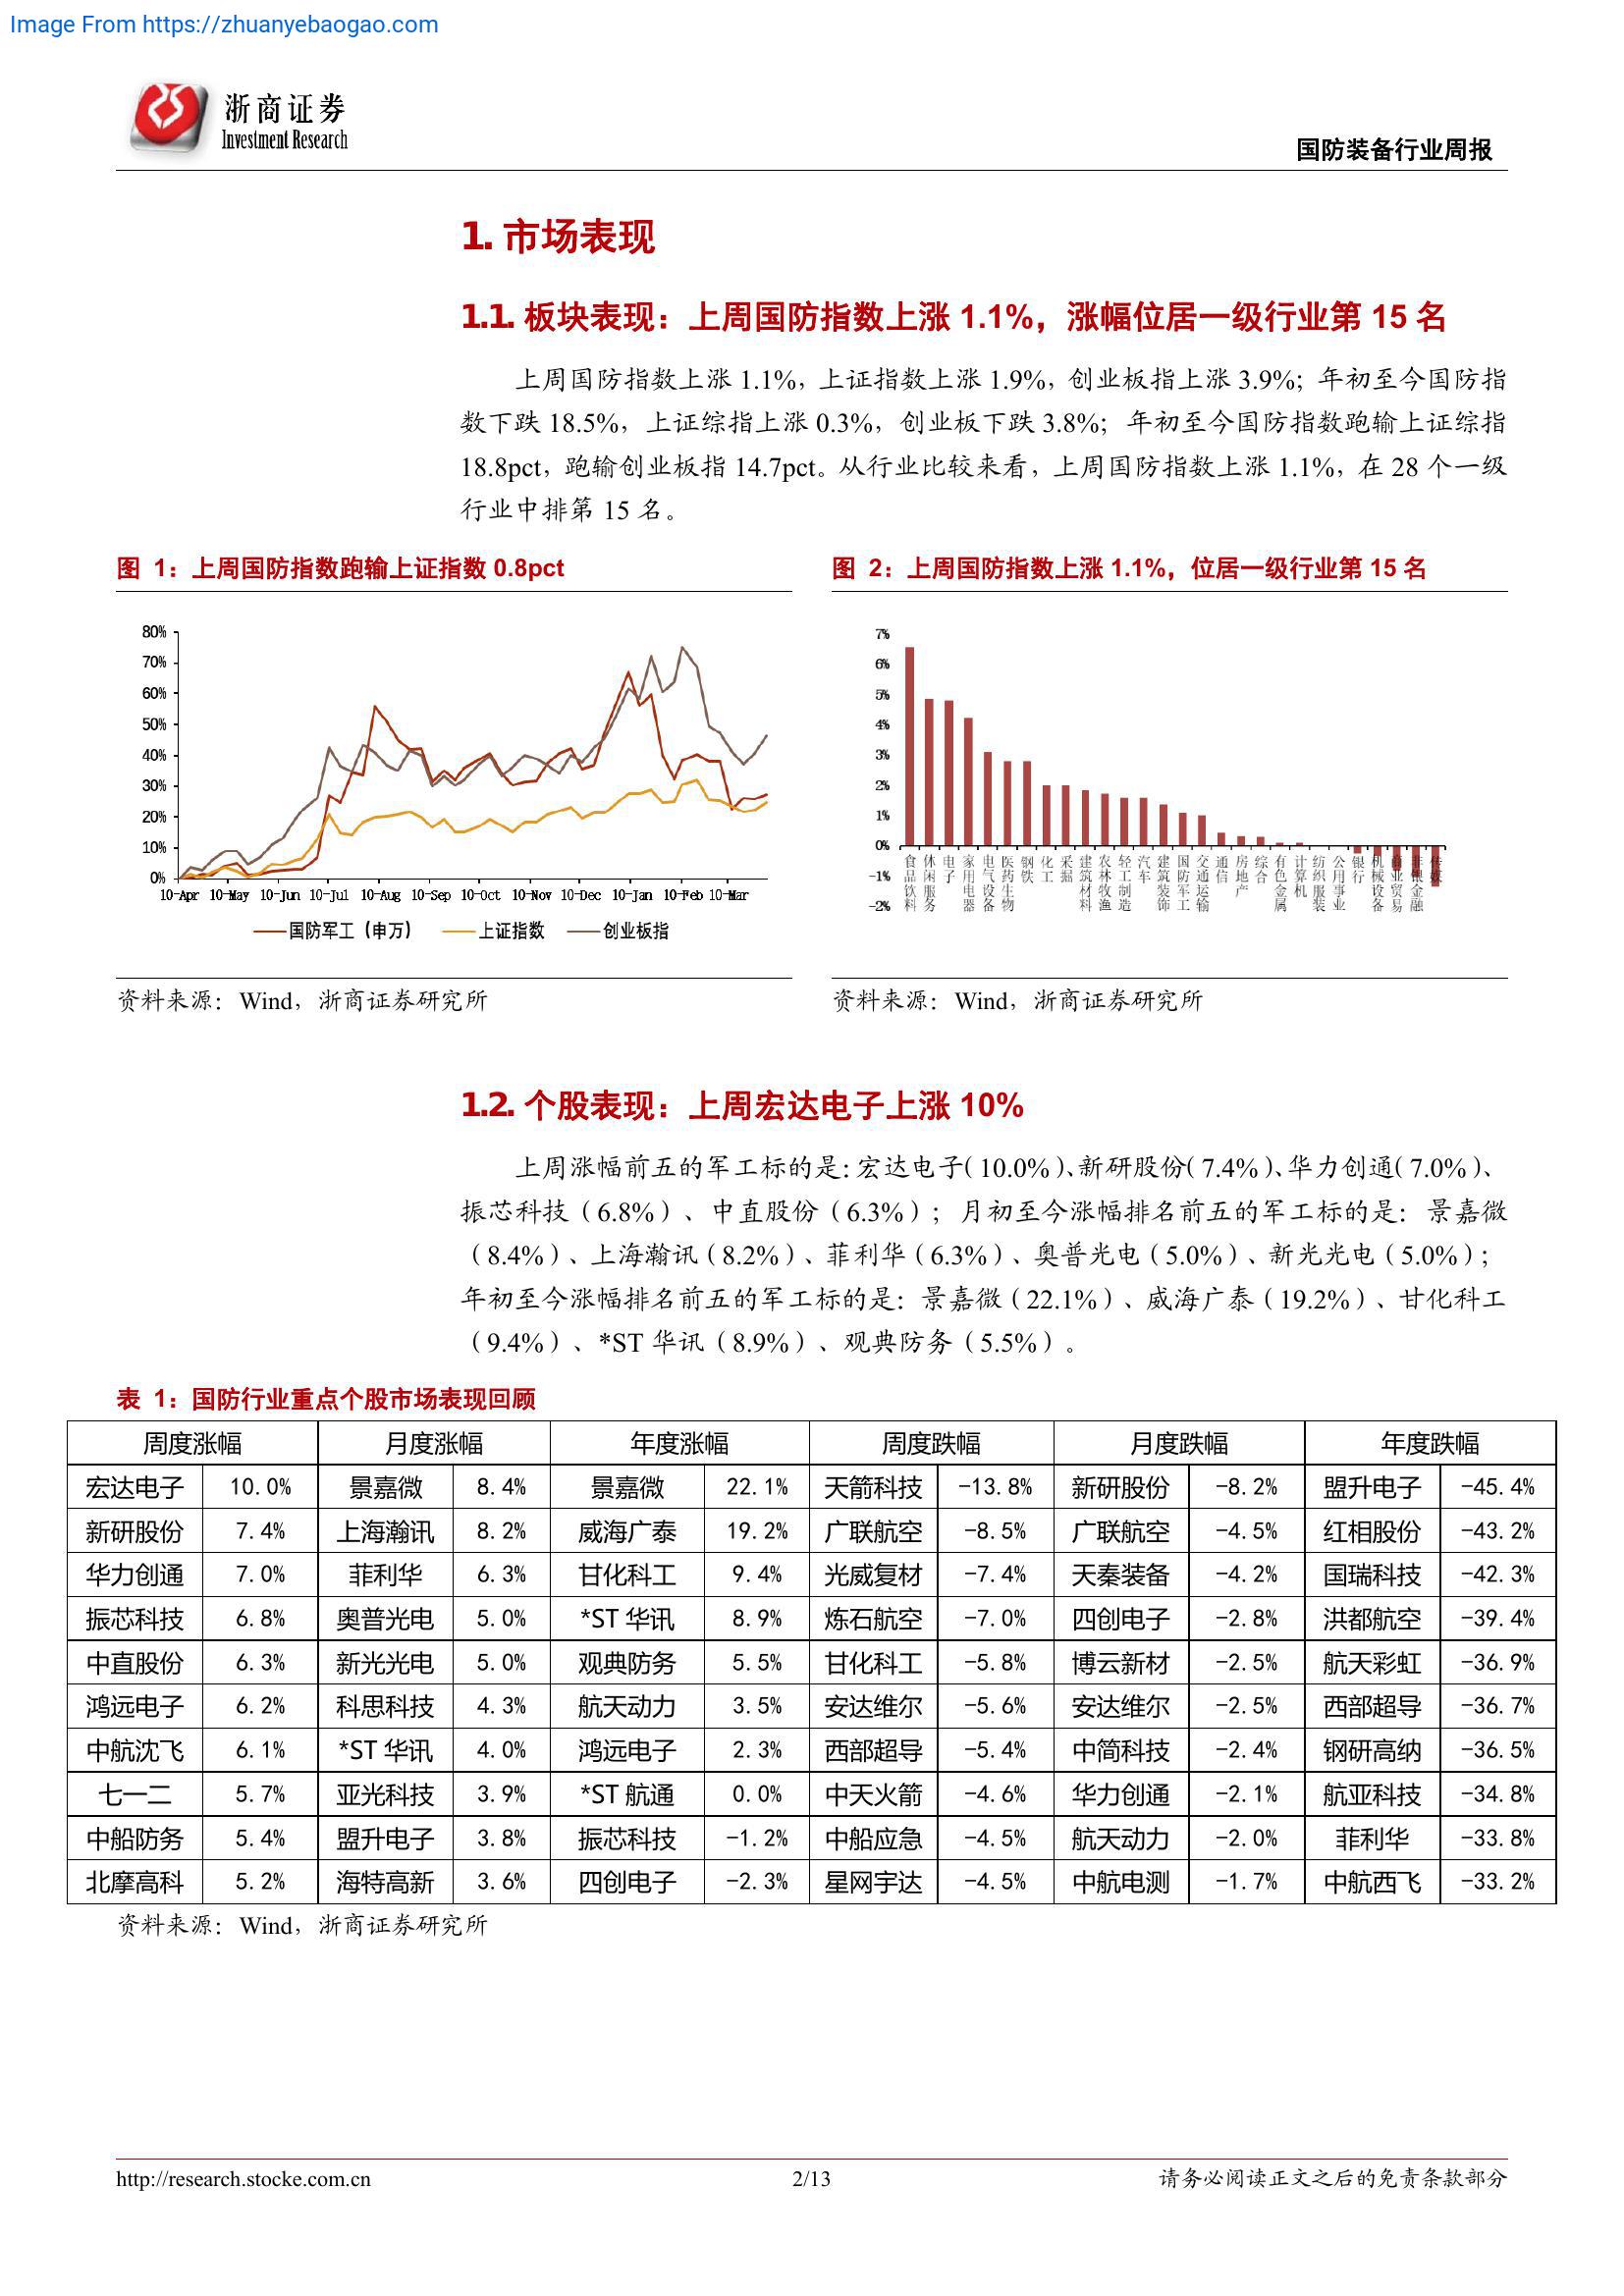 Image From https://zhuanyebaogao.com
浙商证券
Investment Research
国防装备行业周报
1. 市场表现
1.1. 板块表现：上周国防指数上涨 1.1%，涨幅位居一级行业第 15 名
上周国防指数上涨 1.1%，上证指数上涨 1.9%，创业板指上涨 3.9%；年初至今国防指
数下跌 18.5%，上证综指上涨 0.3%，创业板下跌 3.8%；年初至今国防指数跑输上证综指
18.8pct，跑输创业板指 14.7pct。从行业比较来看，上周国防指数上涨 1.1%，在 28 个一级
行业中排第 15 名。
图 1：上周国防指数跑输上证指数 0.8pct
80%
70%
60%
50%
40%
30%
20%
10%
0%
10-Apr 10-May 10-Jun 10-Jul 10-Aug 10-Sep 10-Oct 10-Nov 10-Dec 10-Jan 10-Feb 10-Mar
国防军工（申万） 上证指数 创业板指
资料来源：Wind，浙商证券研究所
图 2：上周国防指数上涨 1.1%，位居一级行业第 15 名
7%
6%
5%
4%
3%
2%
1%
0%
-1%
-2%
食品饮料 休闲服务 电子 家用电器 电气设备 医药生物 钢铁 化工 采掘 建筑材料 农林牧渔 轻工制造 汽车 建筑装饰 国防军工 交通运输 通信 房地产 综合 有色金属 计算机 纺织服装 公用事业 银行 机械设备 商业贸易 非银金融 传媒
资料来源：Wind，浙商证券研究所
1.2. 个股表现：上周宏达电子上涨 10%
上周涨幅前五的军工标的是：宏达电子（10.0%）、新研股份（7.4%）、华力创通（7.0%）、
振芯科技（6.8%）、中直股份（6.3%）；月初至今涨幅排名前五的军工标的是：景嘉微
（8.4%）、上海瀚讯（8.2%）、菲利华（6.3%）、奥普光电（5.0%）、新光光电（5.0%）；
年初至今涨幅排名前五的军工标的是：景嘉微（22.1%）、威海广泰（19.2%）、甘化科工
（9.4%）、*ST 华讯（8.9%）、观典防务（5.5%）。
表 1：国防行业重点个股市场表现回顾
周度涨幅 月度涨幅 年度涨幅 周度跌幅 月度跌幅 年度跌幅
宏达电子 10.0% 景嘉微 8.4% 景嘉微 22.1% 天箭科技 -13.8% 新研股份 -8.2% 盟升电子 -45.4%
新研股份 7.4% 上海瀚讯 8.2% 威海广泰 19.2% 广联航空 -8.5% 广联航空 -4.5% 红相股份 -43.2%
华力创通 7.0% 菲利华 6.3% 甘化科工 9.4% 光威复材 -7.4% 天秦装备 -4.2% 国瑞科技 -42.3%
振芯科技 6.8% 奥普光电 5.0% *ST 华讯 8.9% 炼石航空 -7.0% 四创电子 -2.8% 洪都航空 -39.4%
中直股份 6.3% 新光光电 5.0% 观典防务 5.5% 甘化科工 -5.8% 博云新材 -2.5% 航天彩虹 -36.9%
鸿远电子 6.2% 科思科技 4.3% 航天动力 3.5% 安达维尔 -5.6% 安达维尔 -2.5% 西部超导 -36.7%
中航沈飞 6.1% *ST 华讯 4.0% 鸿远电子 2.3% 西部超导 -5.4% 中简科技 -2.4% 钢研高纳 -36.5%
七一二 5.7% 亚光科技 3.9% *ST 航通 0.0% 中天火箭 -4.6% 华力创通 -2.1% 航亚科技 -34.8%
中船防务 5.4% 盟升电子 3.8% 振芯科技 -1.2% 中船应急 -4.5% 航天动力 -2.0% 菲利华 -33.8%
北摩高科 5.2% 海特高新 3.6% 四创电子 -2.3% 星网宇达 -4.5% 中航电测 -1.7% 中航西飞 -33.2%
资料来源：Wind，浙商证券研究所
http://research.stocke.com.cn 2/13 请务必阅读正文之后的免责条款部分